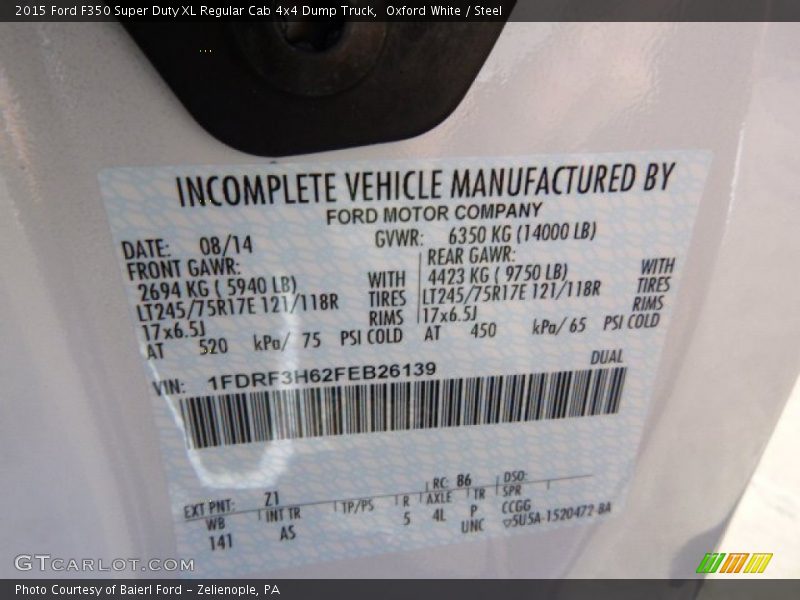 2015 Ford F350 Super Duty XL Regular Cab 4x4 Dump Truck,  Oxford White / Steel
INCOMPLETE VEHICLE MANUFACTURED BY
FORD MOTOR COMPANY
DATE: 08/14 GVWR: 6350 KG (14000 LB)
FRONT GAWR: REAR GAWR:
2694 KG ( 5940 LB) WITH 4423 KG ( 9750 LB) WITH
LT245/75R17E 121/118R TIRES LT245/75R17E 121/118R TIRES
17x6.5J RIMS 17x6.5J RIMS
AT 520 kPa/ 75 PSI COLD AT 450 kPa/ 65 PSI COLD
DUAL
VIN: 1FDRF3H62FEB26139
EXT PNT: Z1 RC: B6 DSO:
WB INT TR TP/PS R AXLE TR SPR
141 AS 5 4L P CCGG
UNC ▽5U5A-1520472-BA
GTCARLOT.COM
Photo Courtesy of Baierl Ford - Zelienople, PA